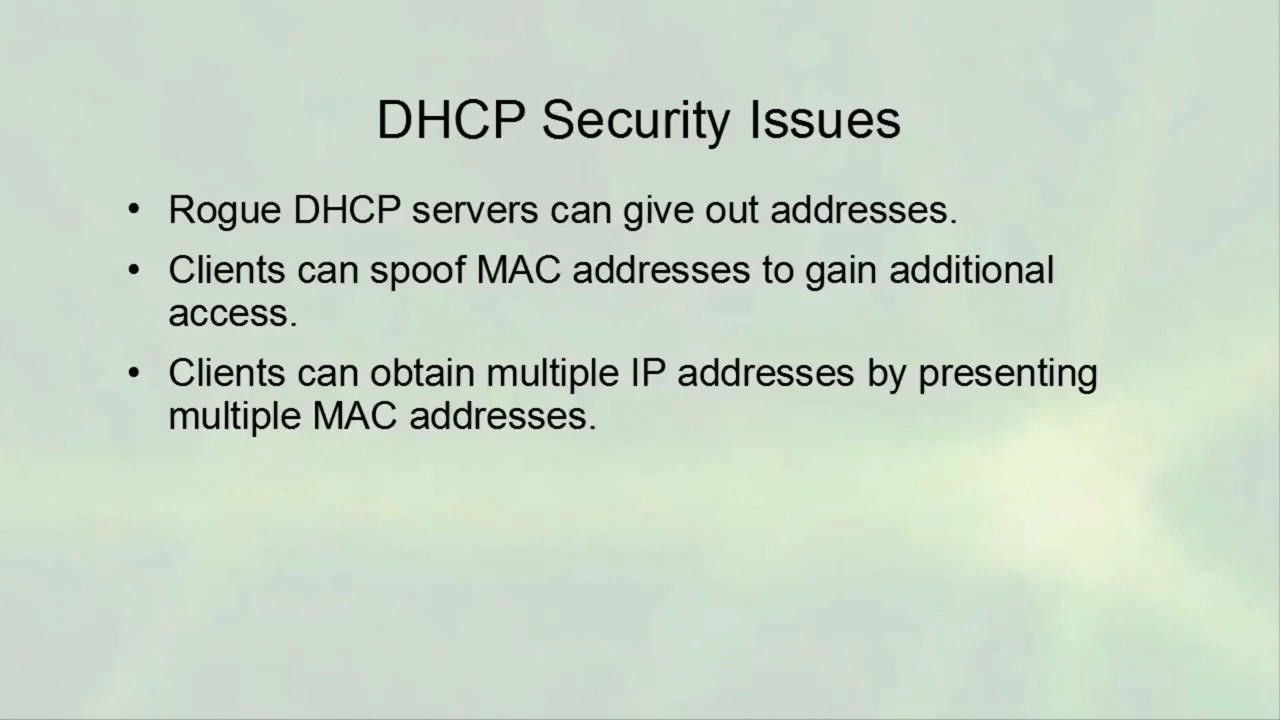 DHCP Security Issues
• Rogue DHCP servers can give out addresses.
• Clients can spoof MAC addresses to gain additional
access.
• Clients can obtain multiple IP addresses by presenting
multiple MAC addresses.